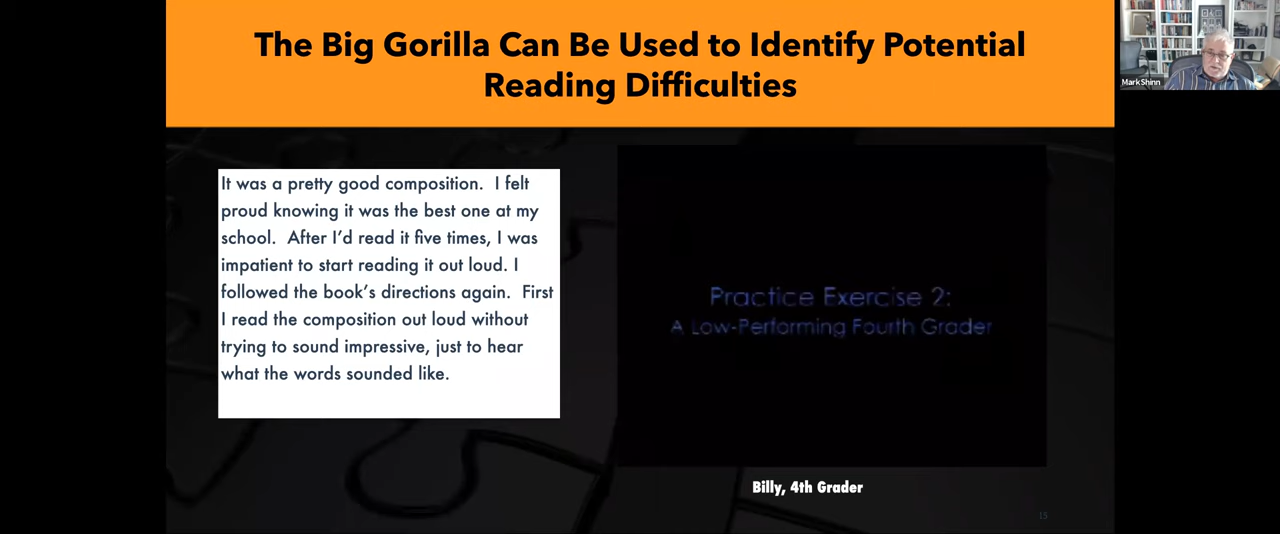 The Big Gorilla Can Be Used to Identify Potential
Reading Difficulties
Mark Shinn
It was a pretty good composition.  I felt
proud knowing it was the best one at my
school.  After I'd read it five times, I was
impatient to start reading it out loud. I
followed the book's directions again.  First
I read the composition out loud without
trying to sound impressive, just to hear
what the words sounded like.
Practice Exercise 2:
A Low-Performing Fourth Grader
Billy, 4th Grader
15